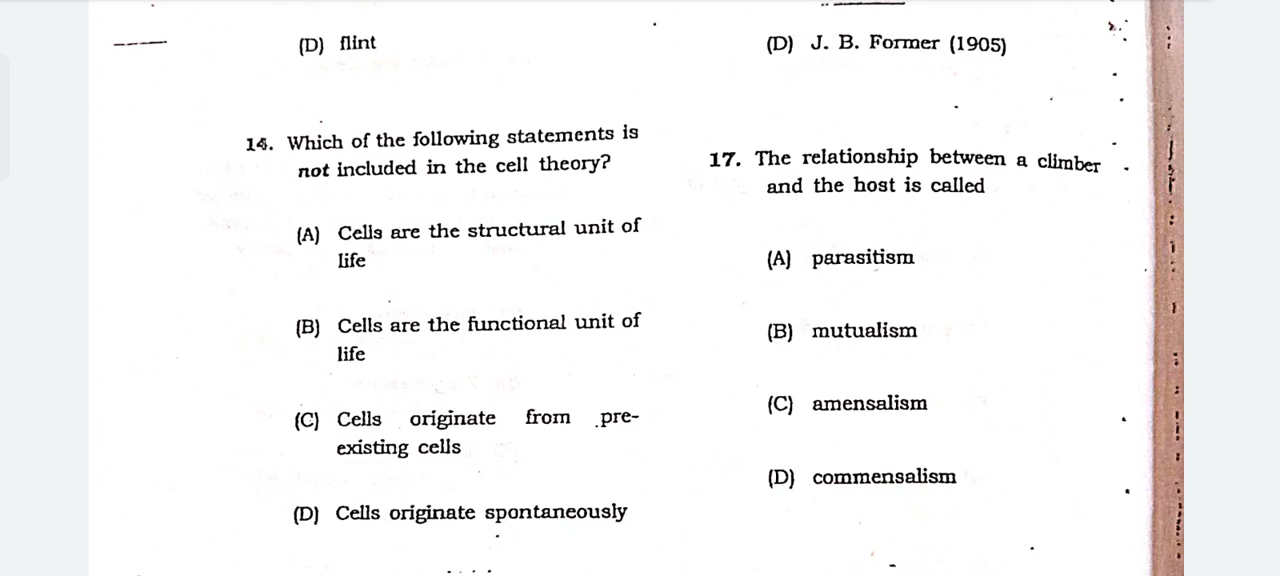 (D) flint
14. Which of the following statements is
not included in the cell theory?
(A) Cells are the structural unit of
life
(B) Cells are the functional unit of
life
(C) Cells originate from pre-
existing cells
(D) Cells originate spontaneously
(D) J. B. Former (1905)
17. The relationship between a climber
and the host is called
(A) parasitism
(B) mutualism
(C) amensalism
(D) commensalism